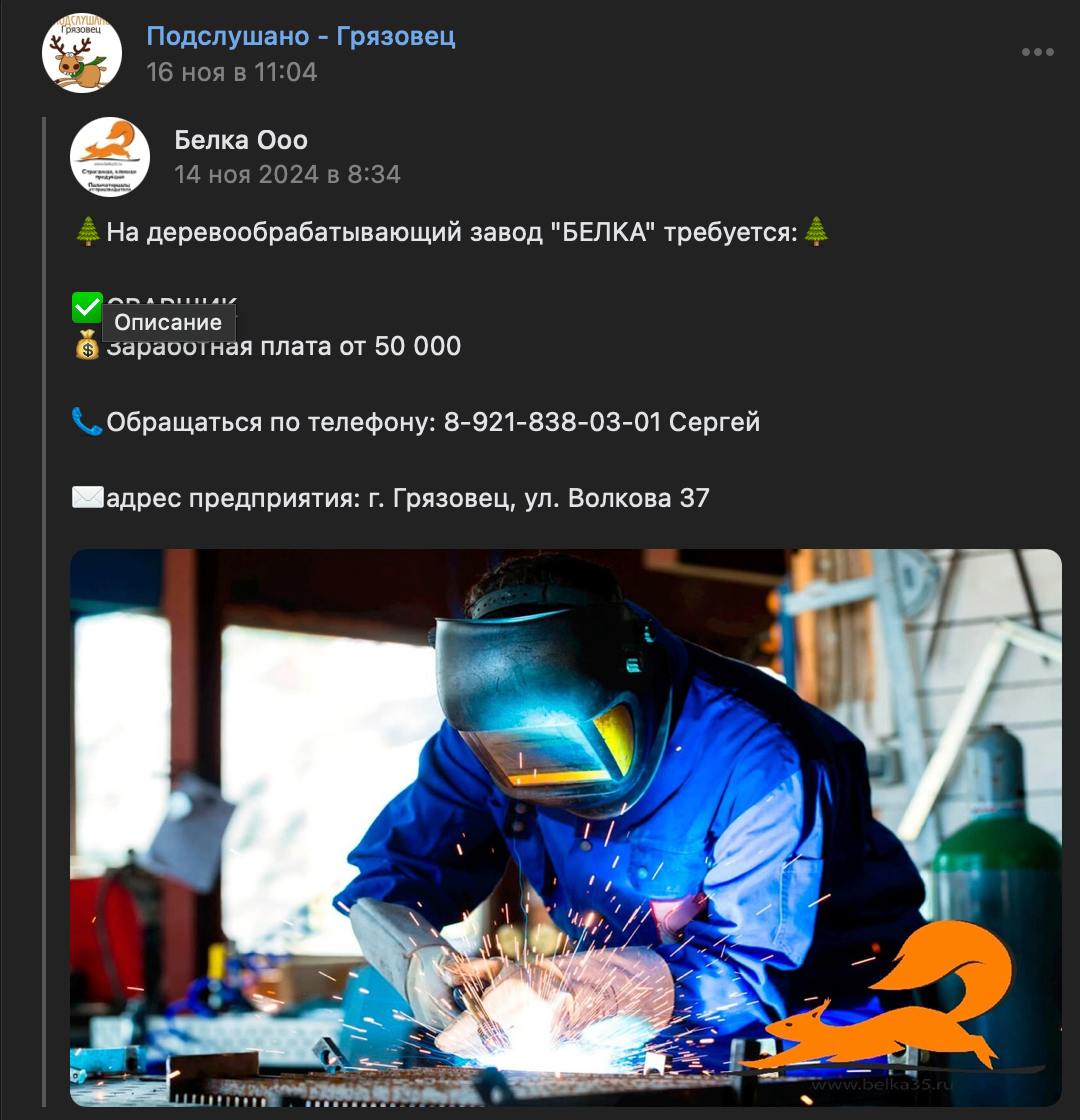 ПОДСЛУШАНО
Грязовец
Подслушано - Грязовец
16 ноя в 11:04
Белка Ооо
14 ноя 2024 в 8:34
🌲На деревообрабатывающий завод "БЕЛКА" требуется:🌲
✅СВАРЩИК
Описание
💰Заработная плата от 50 000
📞Обращаться по телефону: 8-921-838-03-01 Сергей
✉️адрес предприятия: г. Грязовец, ул. Волкова 37
www.belka35.ru